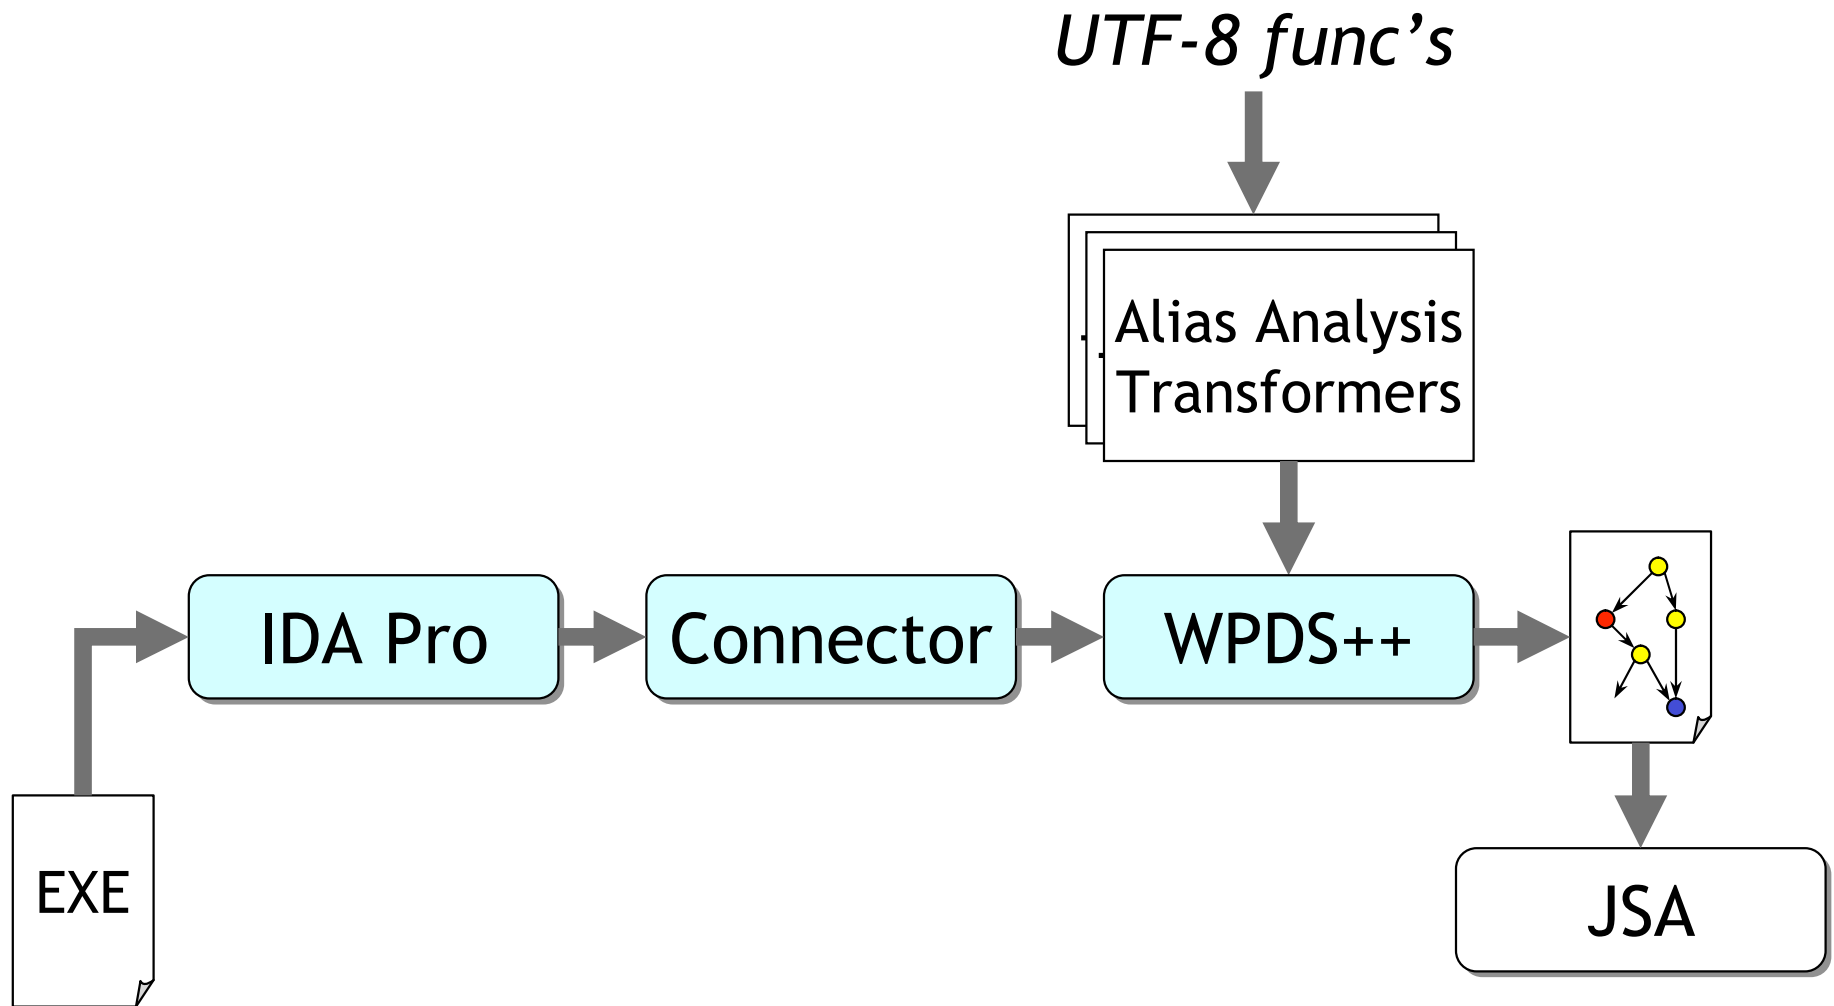 UTF-8 func’s
Alias Analysis
Transformers
IDA Pro
Connector
WPDS++
EXE
JSA